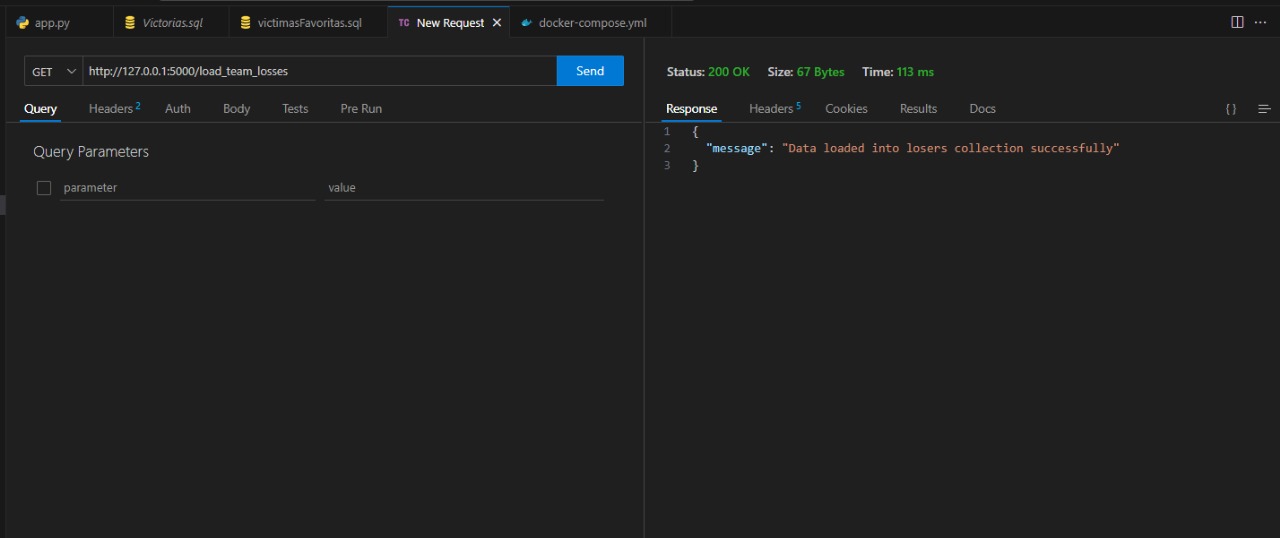 app.py Victorias.sql victimasFavoritas.sql TC New Request docker-compose.yml
GET http://127.0.0.1:5000/load_team_losses Send
Query Headers 2 Auth Body Tests Pre Run
Query Parameters
parameter value
Status: 200 OK Size: 67 Bytes Time: 113 ms
Response Headers 5 Cookies Results Docs { }
1 {
2 "message": "Data loaded into losers collection successfully"
3 }